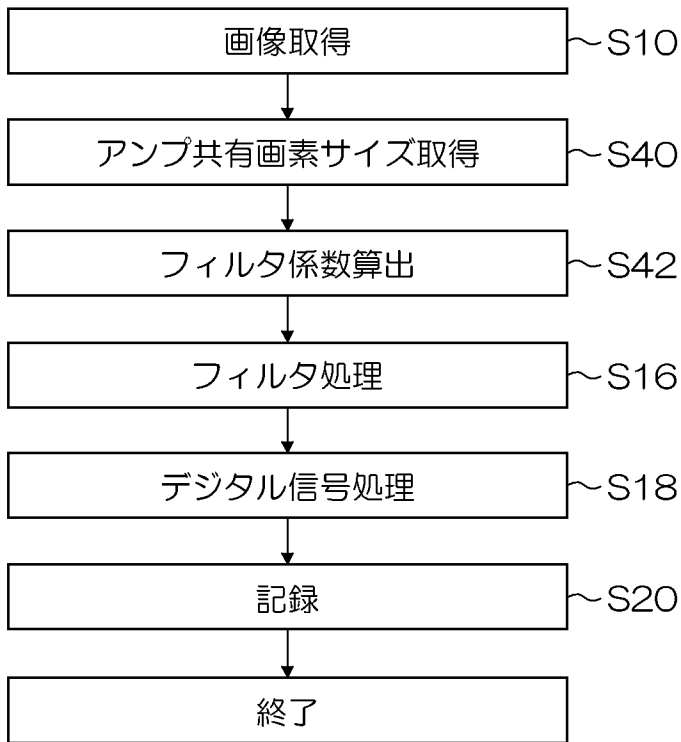 画像取得 S10
アンプ共有画素サイズ取得 S40
フィルタ係数算出 S42
フィルタ処理 S16
デジタル信号処理 S18
記録 S20
終了